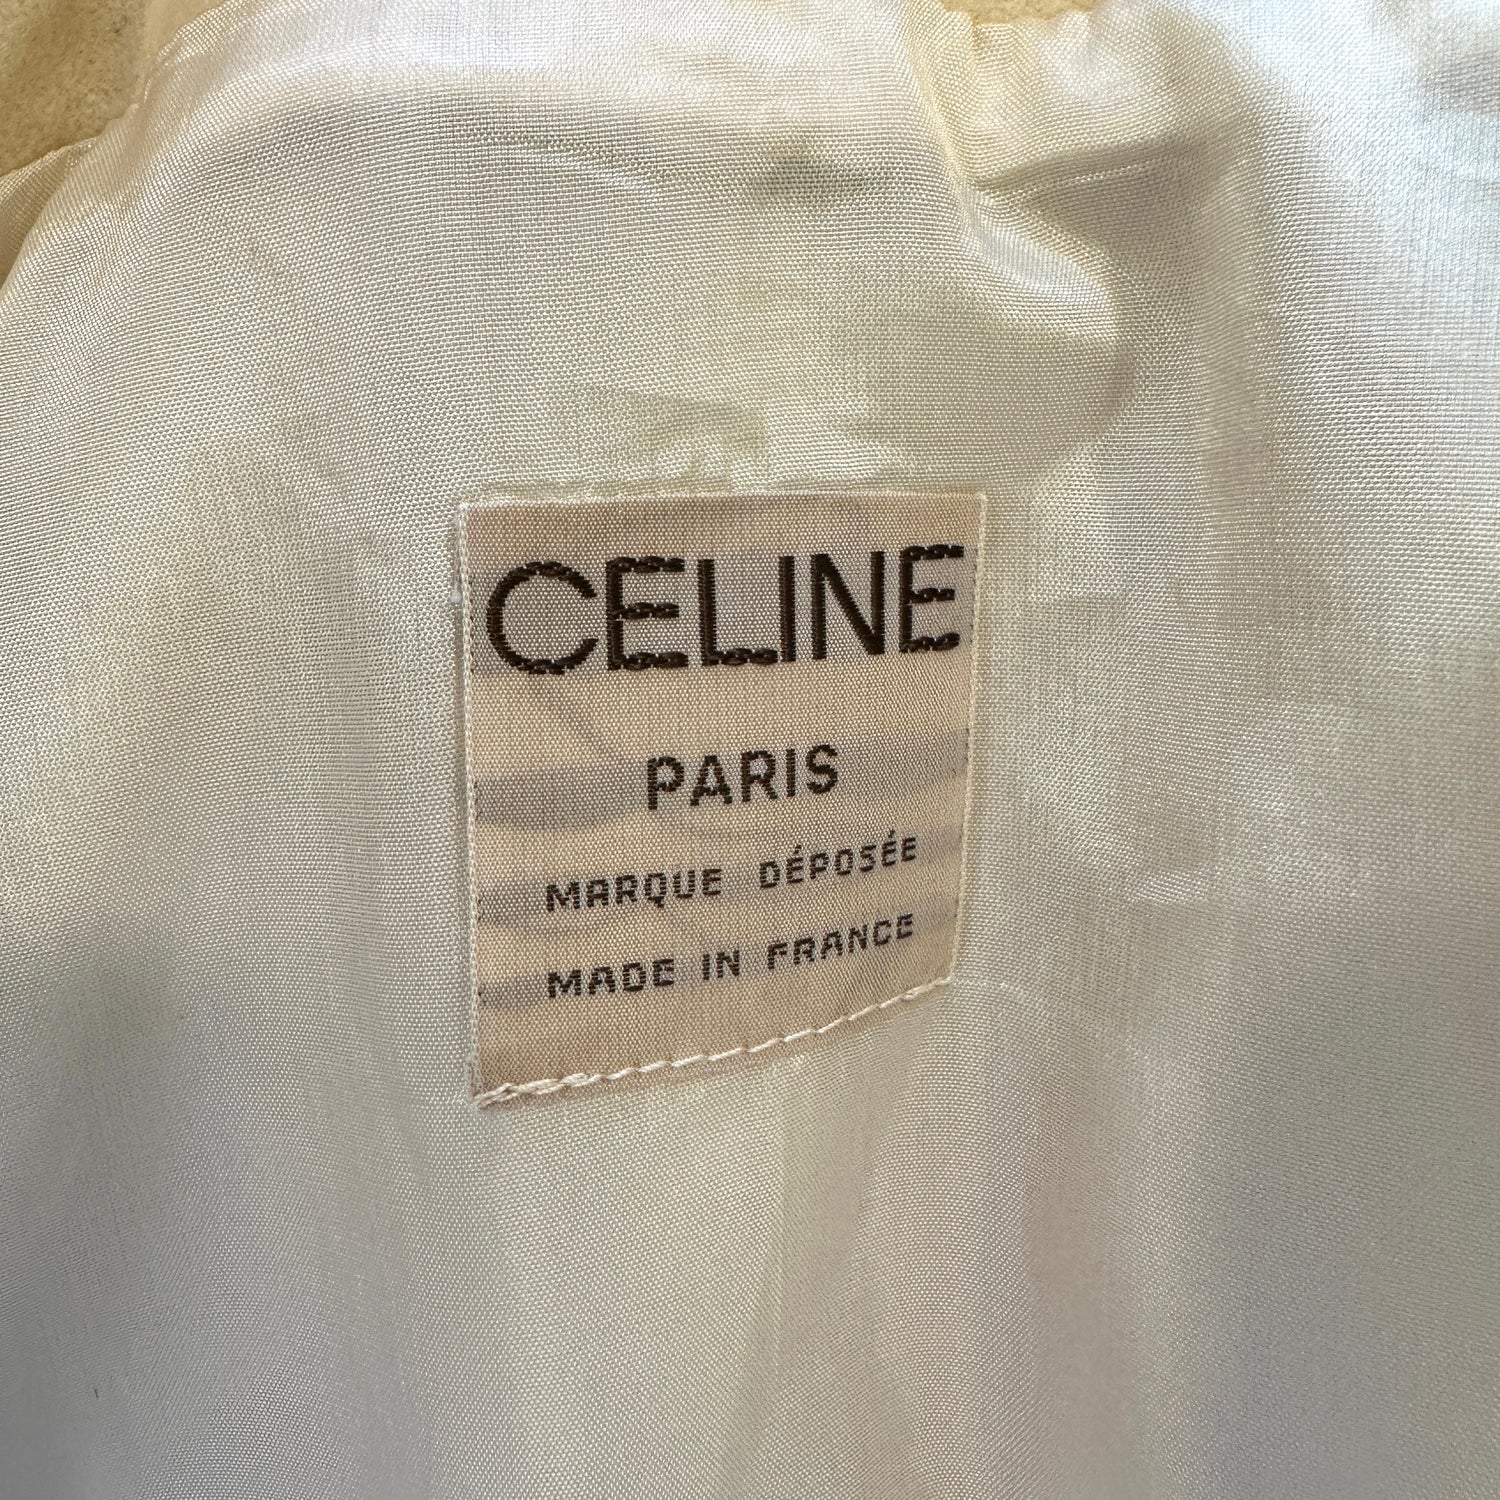 CELINE
PARIS
MARQUE DÉPOSÉE
MADE IN FRANCE